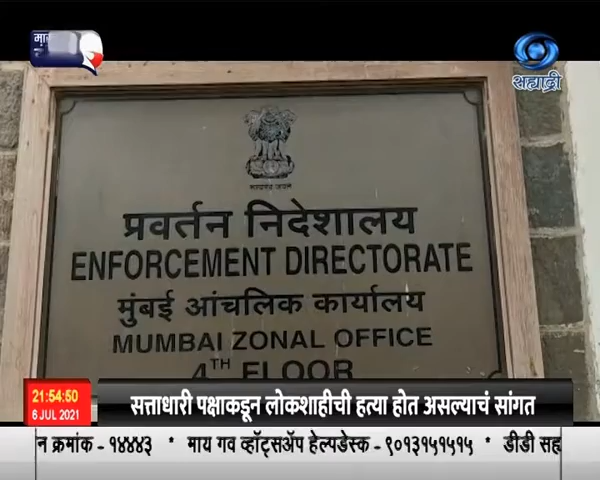 सह्याद्री
सत्यमेव जयते
प्रवर्तन निदेशालय
ENFORCEMENT DIRECTORATE
मुंबई आंचलिक कार्यालय
MUMBAI ZONAL OFFICE
4TH FLOOR
21:54:50
6 JUL 2021
सत्ताधारी पक्षाकडून लोकशाहीची हत्या होत असल्याचं सांगत
न क्रमांक - १४४४३ * माय गव व्हॉट्सॲप हेल्पडेस्क - ९०१३१५१५१५ * डीडी सह